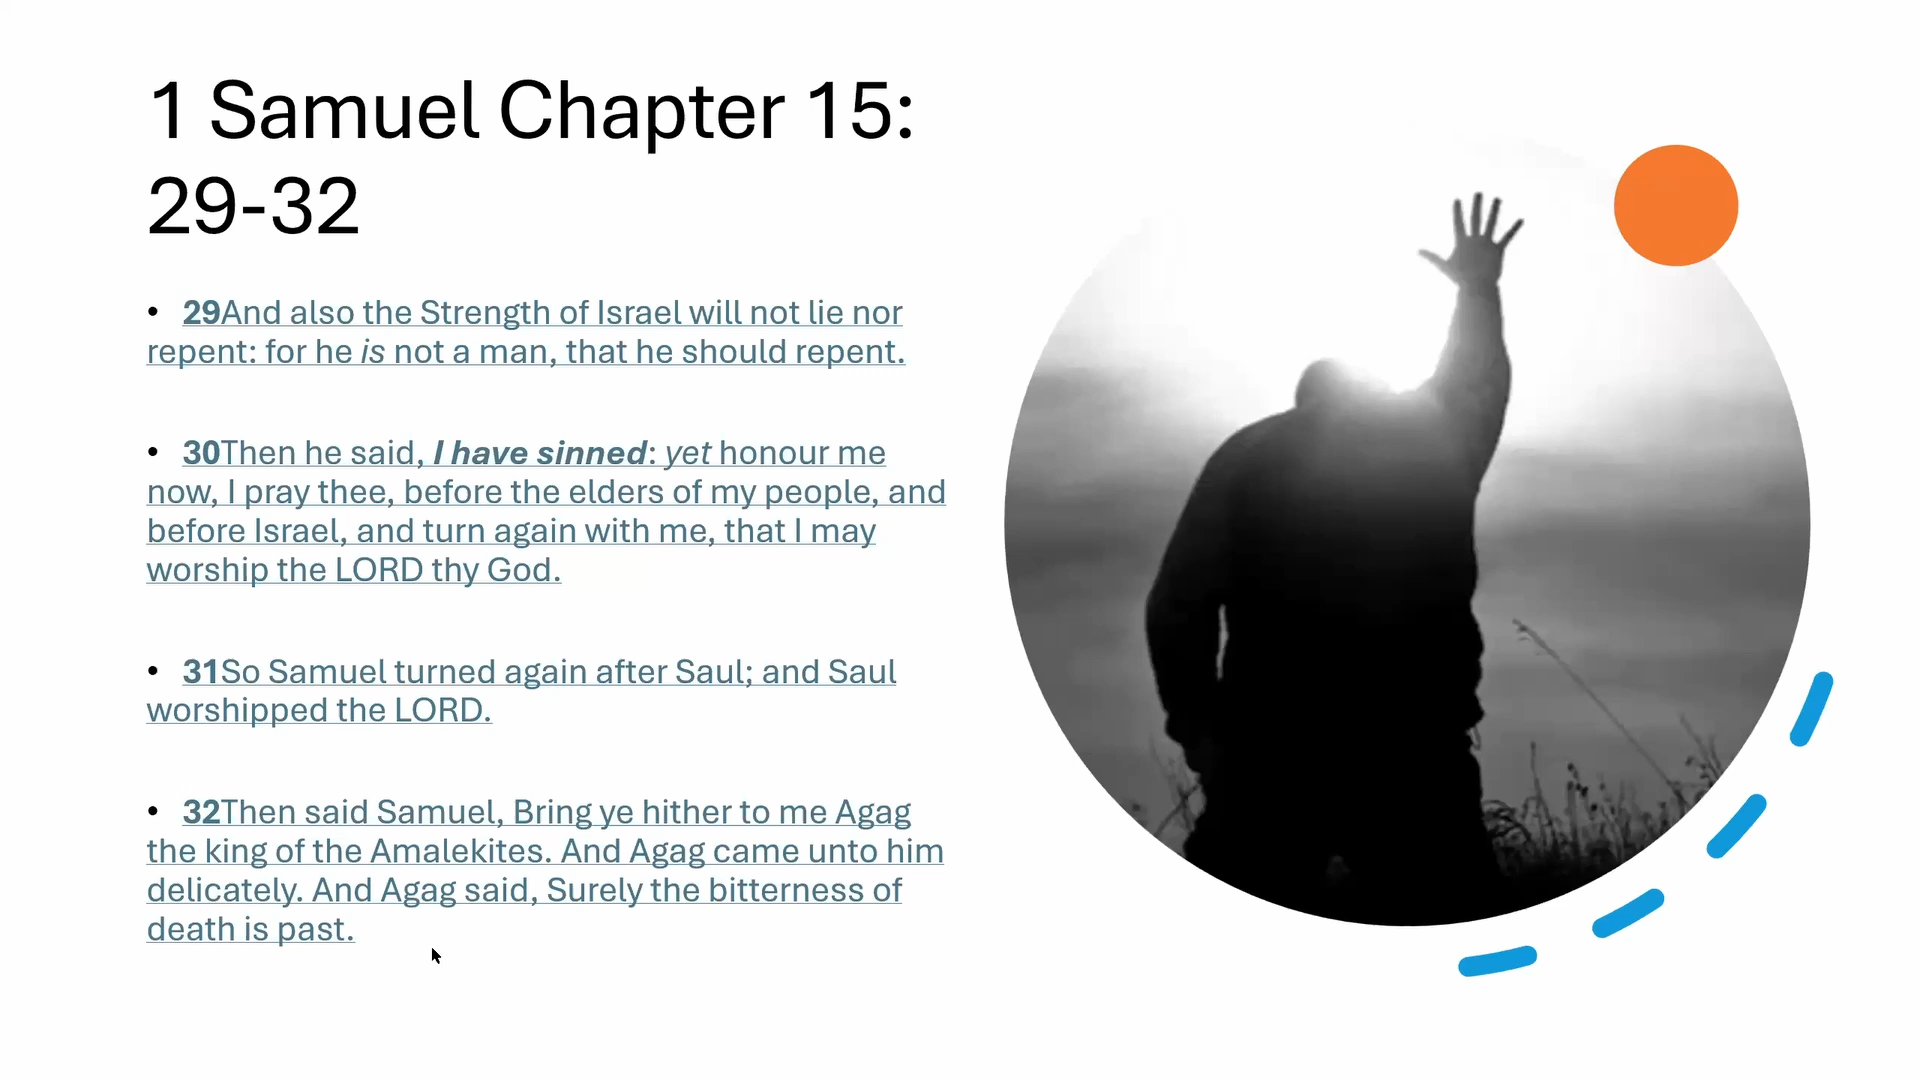 1 Samuel Chapter 15:
29-32
• 29And also the Strength of Israel will not lie nor
repent: for he is not a man, that he should repent.
• 30Then he said, I have sinned: yet honour me
now, I pray thee, before the elders of my people, and
before Israel, and turn again with me, that I may
worship the LORD thy God.
• 31So Samuel turned again after Saul; and Saul
worshipped the LORD.
• 32Then said Samuel, Bring ye hither to me Agag
the king of the Amalekites. And Agag came unto him
delicately. And Agag said, Surely the bitterness of
death is past.